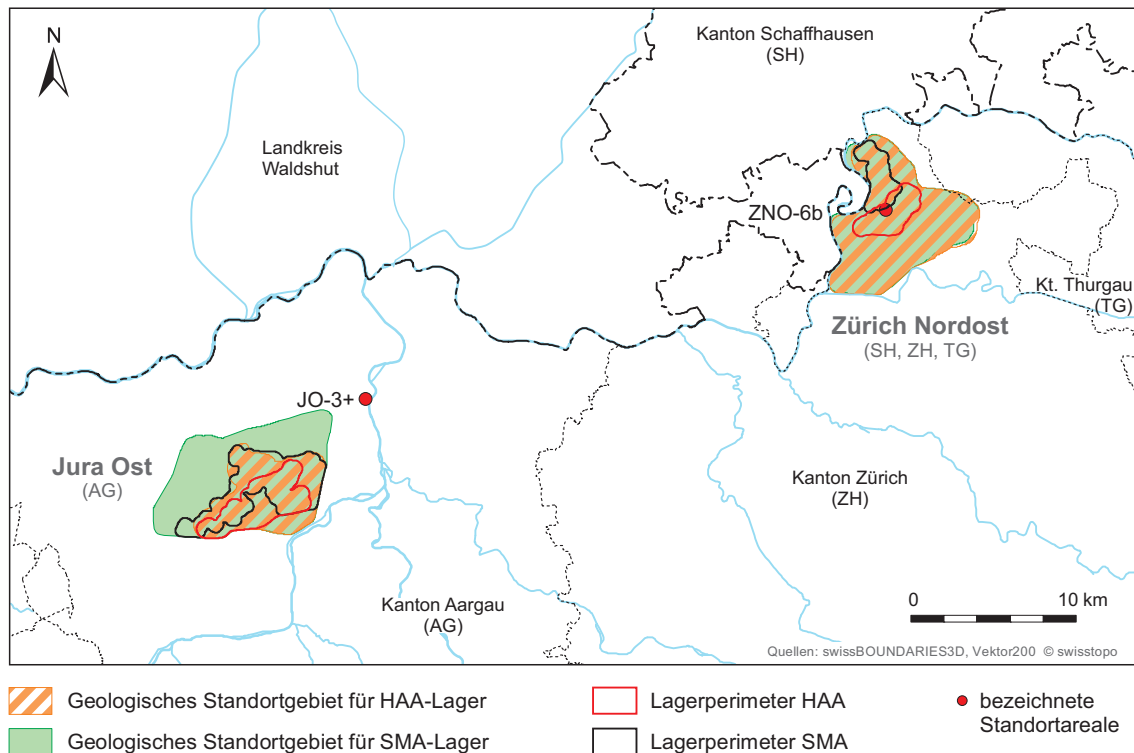 N
Kanton Schaffhausen
(SH)
Landkreis
Waldshut
ZNO-6b
Kt. Thurgau
(TG)
Zürich Nordost
(SH, ZH, TG)
JO-3+
Jura Ost
(AG)
Kanton Zürich
(ZH)
Kanton Aargau
(AG)
0 10 km
Quellen: swissBOUNDARIES3D, Vektor200 © swisstopo
Geologisches Standortgebiet für HAA-Lager
Geologisches Standortgebiet für SMA-Lager
Lagerperimeter HAA
Lagerperimeter SMA
bezeichnete
Standortareale